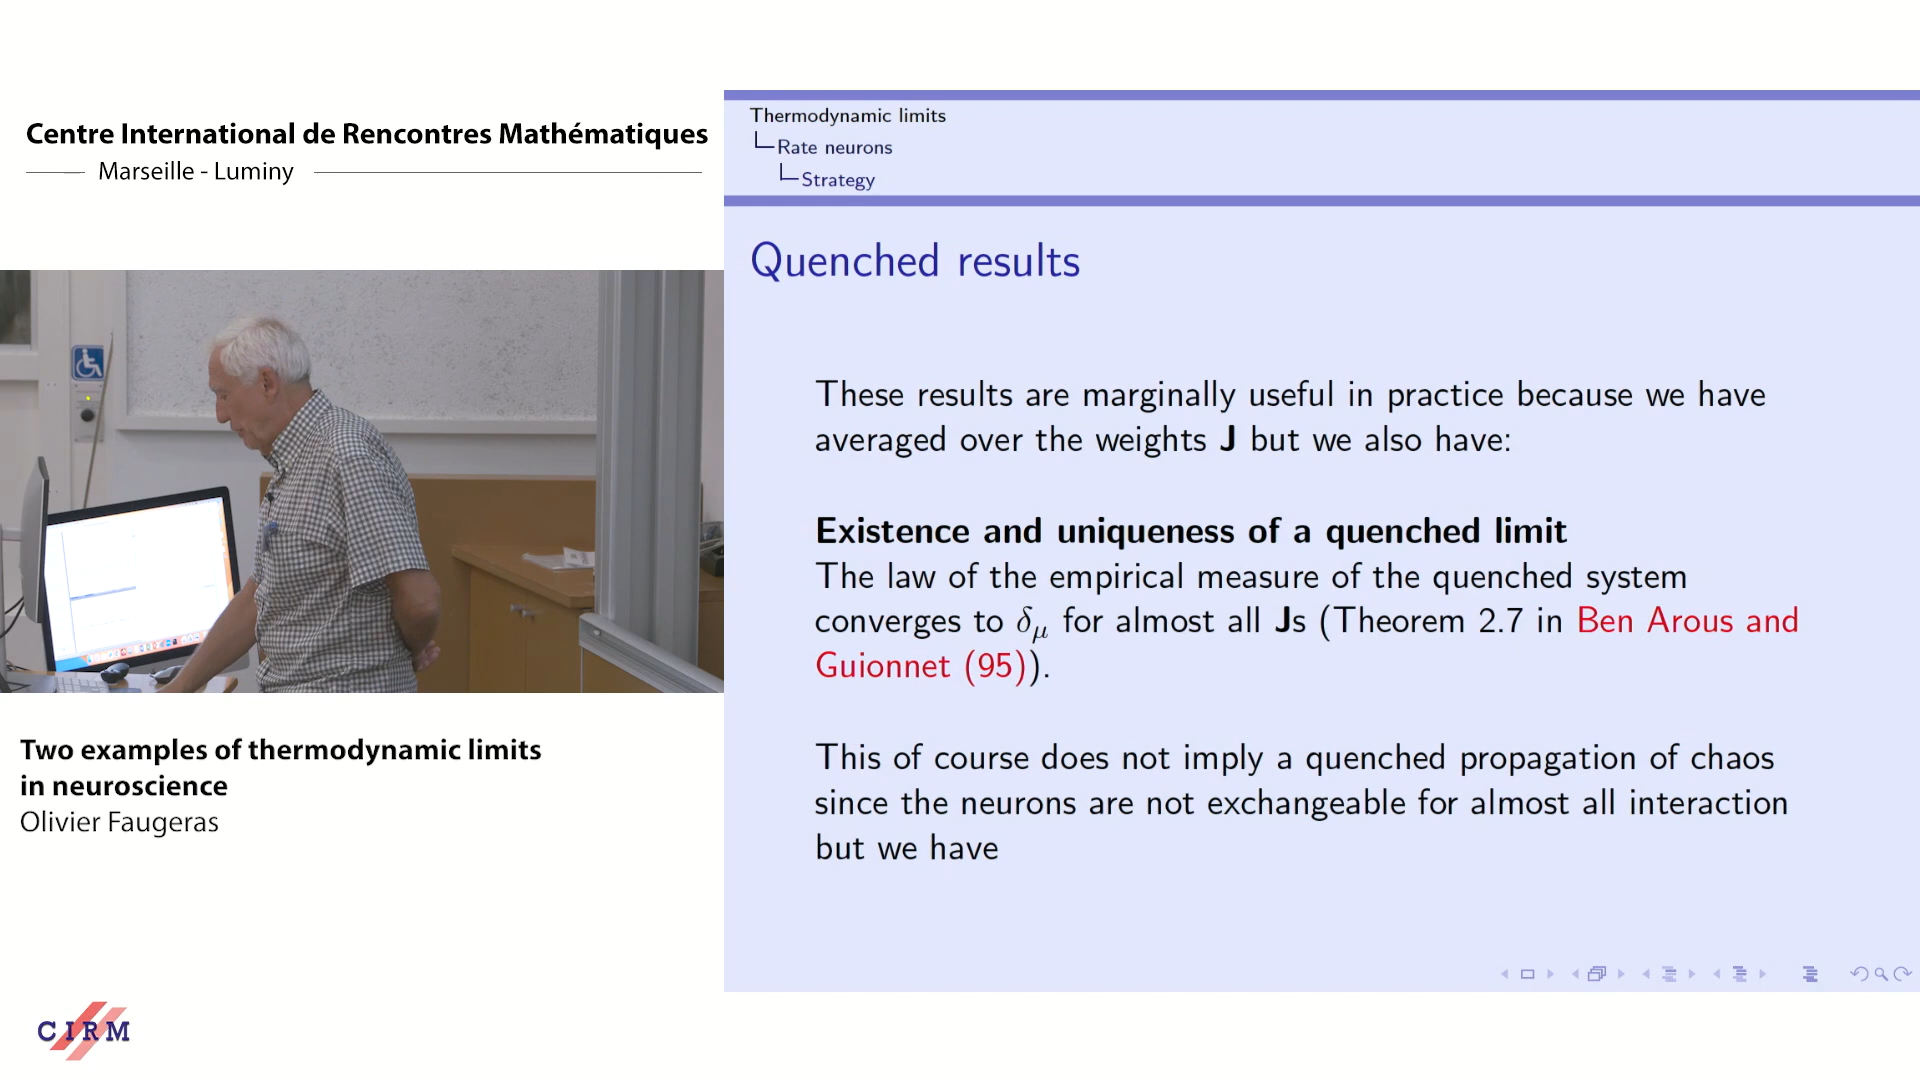 Centre International de Rencontres Mathématiques
Marseille - Luminy
Thermodynamic limits
Rate neurons
Strategy
Quenched results
These results are marginally useful in practice because we have
averaged over the weights J but we also have:
Existence and uniqueness of a quenched limit
The law of the empirical measure of the quenched system
converges to δμ for almost all Js (Theorem 2.7 in Ben Arous and
Guionnet (95)).
This of course does not imply a quenched propagation of chaos
since the neurons are not exchangeable for almost all interaction
but we have
Two examples of thermodynamic limits
in neuroscience
Olivier Faugeras
CIRM